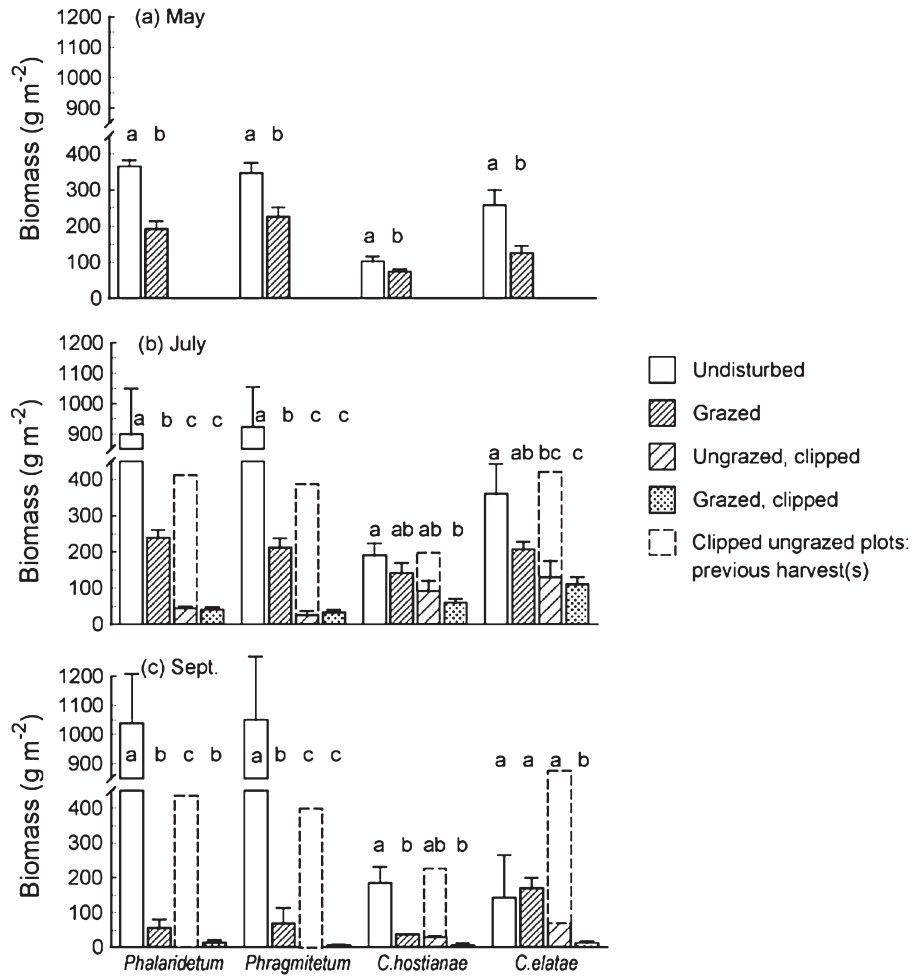 (a) May
1200
1100
1000
900
400
300
200
100
0
Biomass (g m⁻²)
a b a b a b a b
(b) July
1200
1100
1000
900
400
300
200
100
0
Biomass (g m⁻²)
a b c c a b c c a ab ab b a ab bc c
Undisturbed
Grazed
Ungrazed, clipped
Grazed, clipped
Clipped ungrazed plots:
previous harvest(s)
(c) Sept.
1200
1100
1000
900
400
300
200
100
0
Biomass (g m⁻²)
a b c b a b c c a b ab b a a a b
Phalaridetum Phragmitetum C.hostianae C.elatae